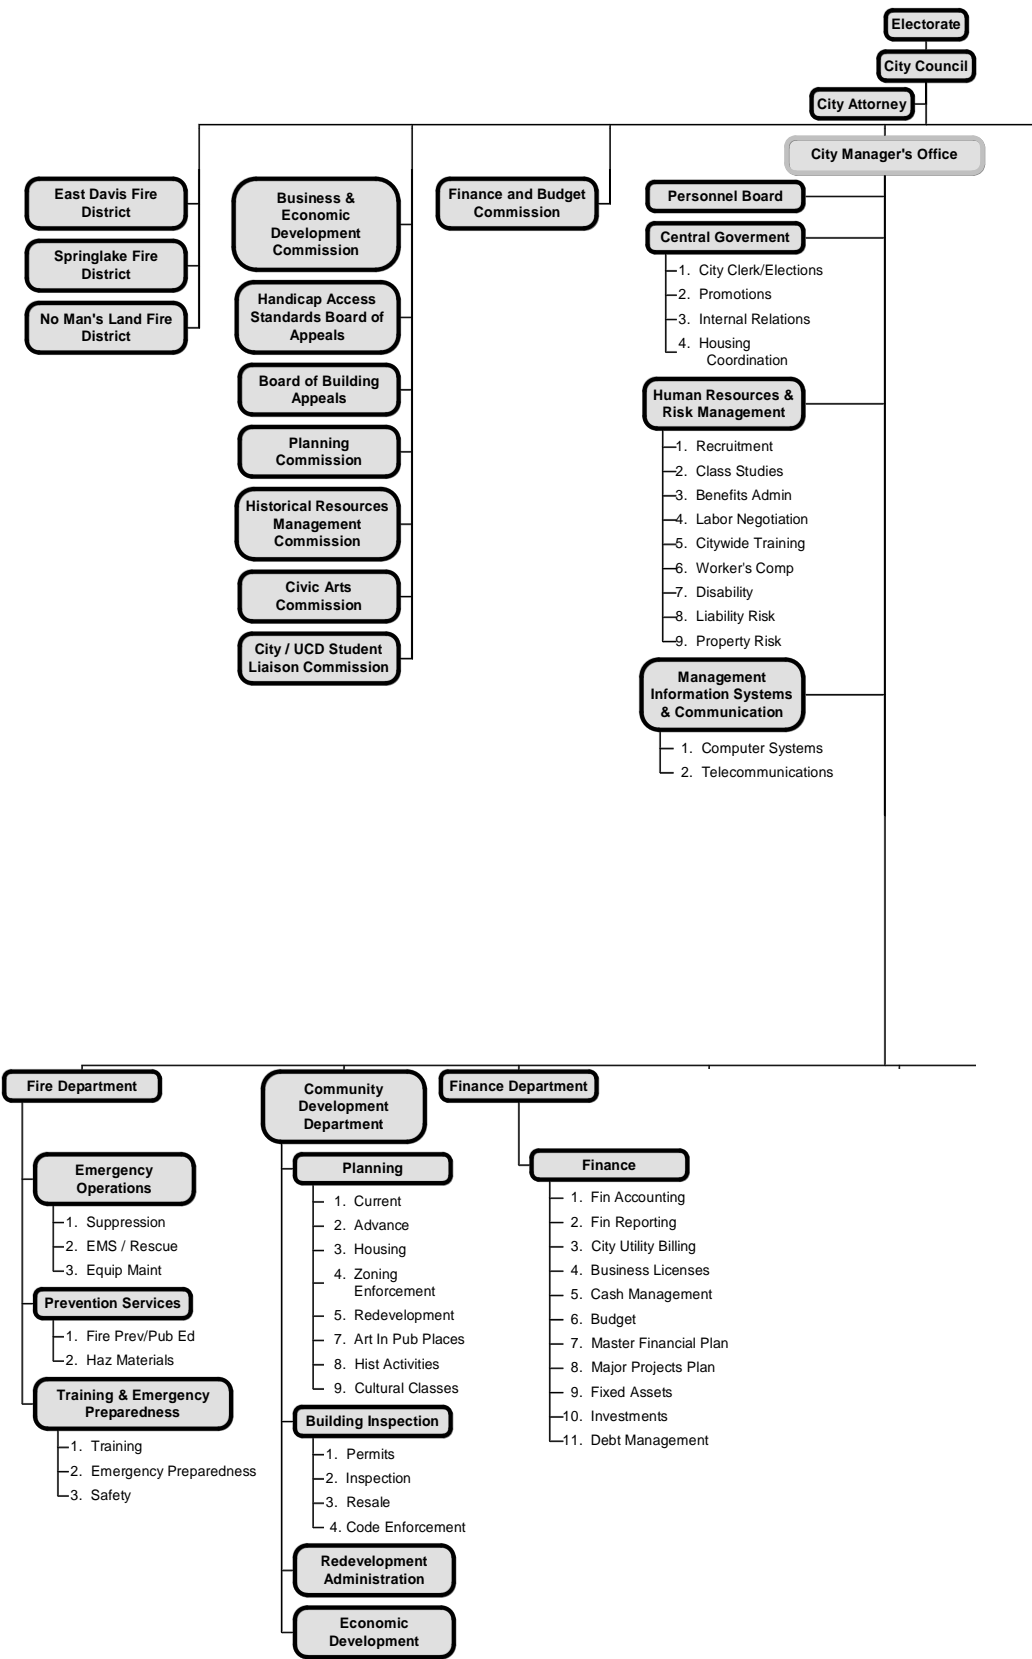 Electorate
City Council
City Attorney
City Manager's Office
East Davis Fire
District
Springlake Fire
District
No Man's Land Fire
District
Business &
Economic
Development
Commission
Handicap Access
Standards Board of
Appeals
Board of Building
Appeals
Planning
Commission
Historical Resources
Management
Commission
Civic Arts
Commission
City / UCD Student
Liaison Commission
Finance and Budget
Commission
Personnel Board
Central Goverment
1. City Clerk/Elections
2. Promotions
3. Internal Relations
4. Housing
Coordination
Human Resources &
Risk Management
1. Recruitment
2. Class Studies
3. Benefits Admin
4. Labor Negotiation
5. Citywide Training
6. Worker's Comp
7. Disability
8. Liability Risk
9. Property Risk
Management
Information Systems
& Communication
1. Computer Systems
2. Telecommunications
Fire Department
Emergency
Operations
1. Suppression
2. EMS / Rescue
3. Equip Maint
Prevention Services
1. Fire Prev/Pub Ed
2. Haz Materials
Training & Emergency
Preparedness
1. Training
2. Emergency Preparedness
3. Safety
Community
Development
Department
Planning
1. Current
2. Advance
3. Housing
4. Zoning
Enforcement
5. Redevelopment
7. Art In Pub Places
8. Hist Activities
9. Cultural Classes
Building Inspection
1. Permits
2. Inspection
3. Resale
4. Code Enforcement
Redevelopment
Administration
Economic
Development
Finance Department
Finance
1. Fin Accounting
2. Fin Reporting
3. City Utility Billing
4. Business Licenses
5. Cash Management
6. Budget
7. Master Financial Plan
8. Major Projects Plan
9. Fixed Assets
10. Investments
11. Debt Management